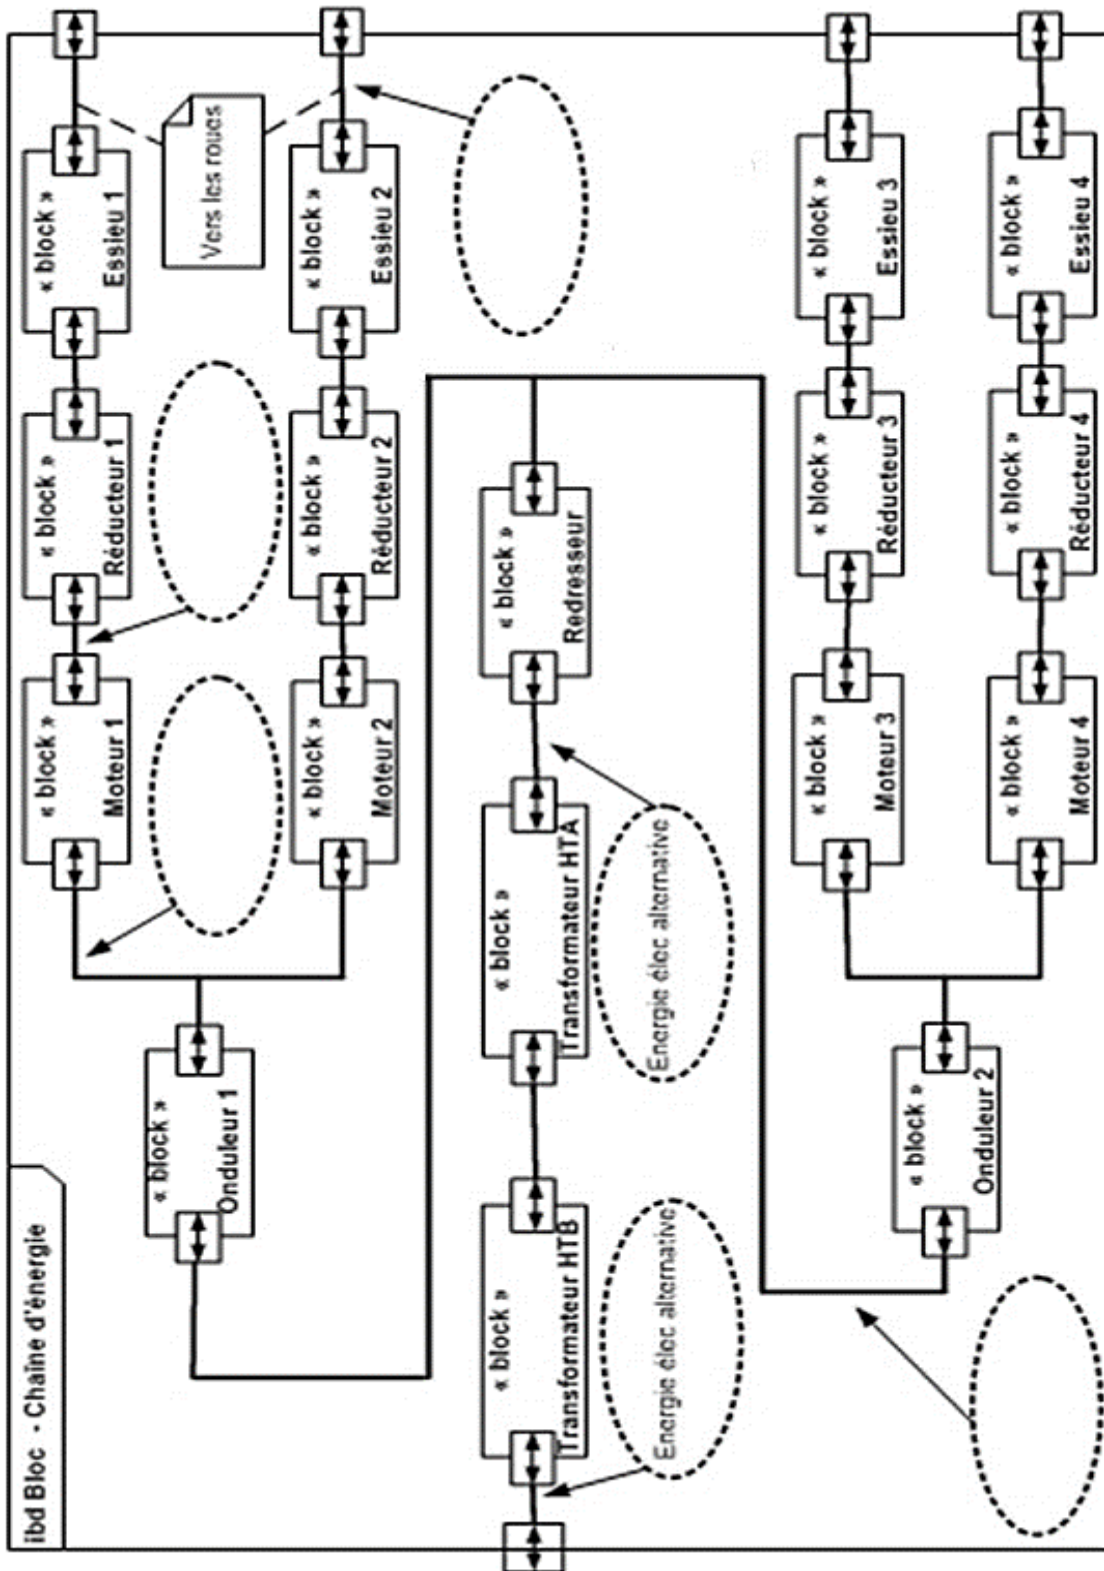 ibd Bloc - Chaîne d'énergie
« block »
Essieu 1
Vers les roues
« block »
Essieu 2
« block »
Essieu 3
« block »
Essieu 4
« block »
Réducteur 1
« block »
Réducteur 2
« block »
Redresseur
« block »
Réducteur 3
« block »
Réducteur 4
« block »
Moteur 1
« block »
Moteur 2
« block »
Transformateur HTA
Energie élec alternative
« block »
Moteur 3
« block »
Moteur 4
« block »
Onduleur 1
« block »
Transformateur HTB
Energie élec alternative
« block »
Onduleur 2